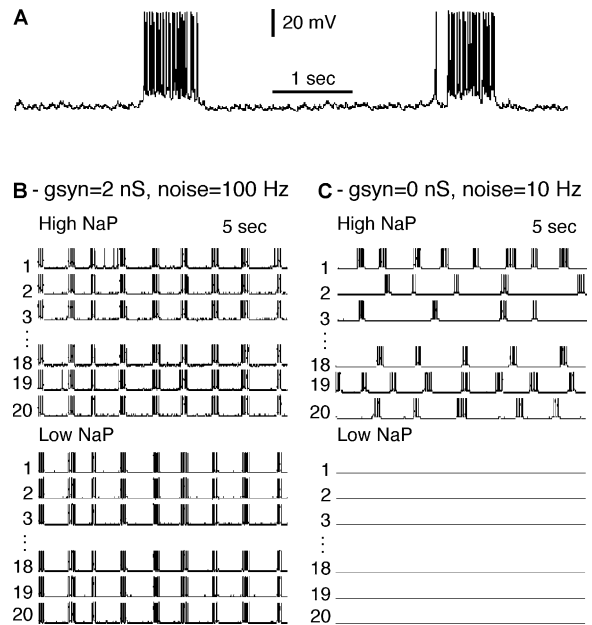 A
20 mV
1 sec
B - gsyn=2 nS, noise=100 Hz
High NaP
5 sec
1
2
3
⋮
18
19
20
Low NaP
1
2
3
⋮
18
19
20
C - gsyn=0 nS, noise=10 Hz
High NaP
5 sec
1
2
3
⋮
18
19
20
Low NaP
1
2
3
⋮
18
19
20